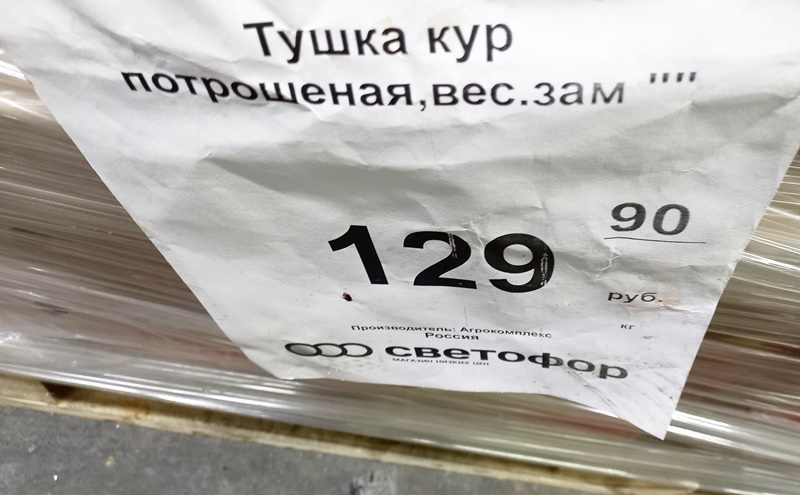 Тушка кур
потрошеная,вес.зам """
129
90
руб.
кг
Производитель: Агрокомплекс
Россия
светофор
МАГАЗИН НИЗКИХ ЦЕН